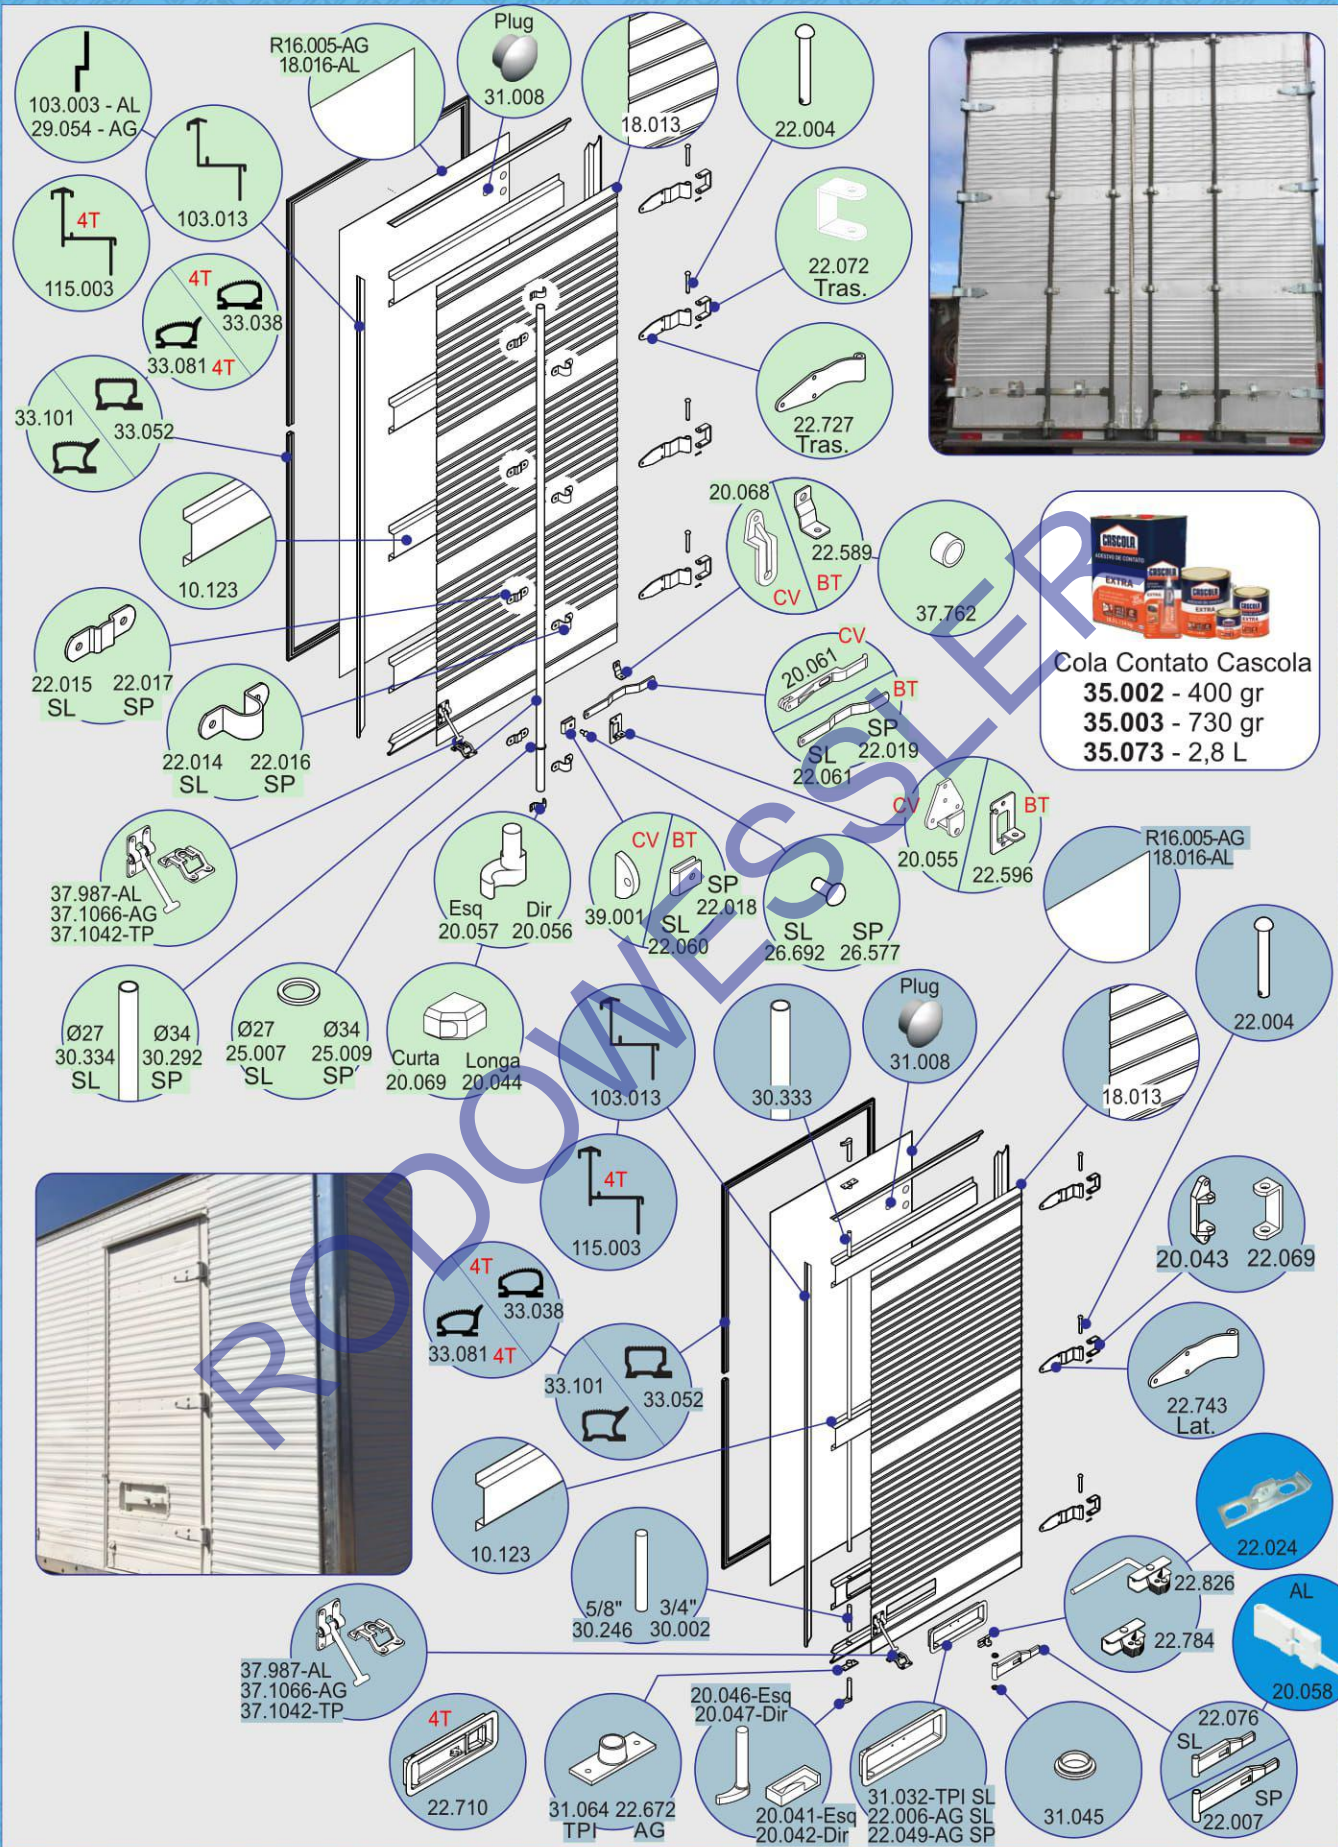 103.003 - AL
29.054 - AG
R16.005-AG
18.016-AL
Plug
31.008
18.013
22.004
103.013
4T
115.003
22.072
Tras.
4T
33.038
33.081 4T
33.101
33.052
22.727
Tras.
10.123
20.068
22.589
CV
BT
37.762
CASCOLA
ADESIVO DE CONTATO
EXTRA
CASCOLA
CASCOLA
EXTRA
Cola Contato Cascola
35.002 - 400 gr
35.003 - 730 gr
35.073 - 2,8 L
22.015 22.017
SL SP
22.014 22.016
SL SP
CV
20.061
BT
SP
22.019
SL
22.061
CV
BT
20.055
22.596
37.987-AL
37.1066-AG
37.1042-TP
Esq Dir
20.057 20.056
CV BT
39.001
SP
22.018
SL
22.060
SL SP
26.692 26.577
R16.005-AG
18.016-AL
Ø27 Ø34
30.334 30.292
SL SP
Ø27 Ø34
25.007 25.009
SL SP
Curta Longa
20.069 20.044
103.013
30.333
Plug
31.008
22.004
18.013
4T
115.003
20.043 22.069
4T
33.038
33.081 4T
33.101
33.052
22.743
Lat.
10.123
22.024
5/8" 3/4"
30.246 30.002
22.826
22.784
AL
20.058
37.987-AL
37.1066-AG
37.1042-TP
4T
22.710
31.064 22.672
TPI AG
20.046-Esq
20.047-Dir
20.041-Esq
20.042-Dir
31.032-TPI SL
22.006-AG SL
22.049-AG SP
31.045
22.076
SL
SP
22.007
RODOWESSLER